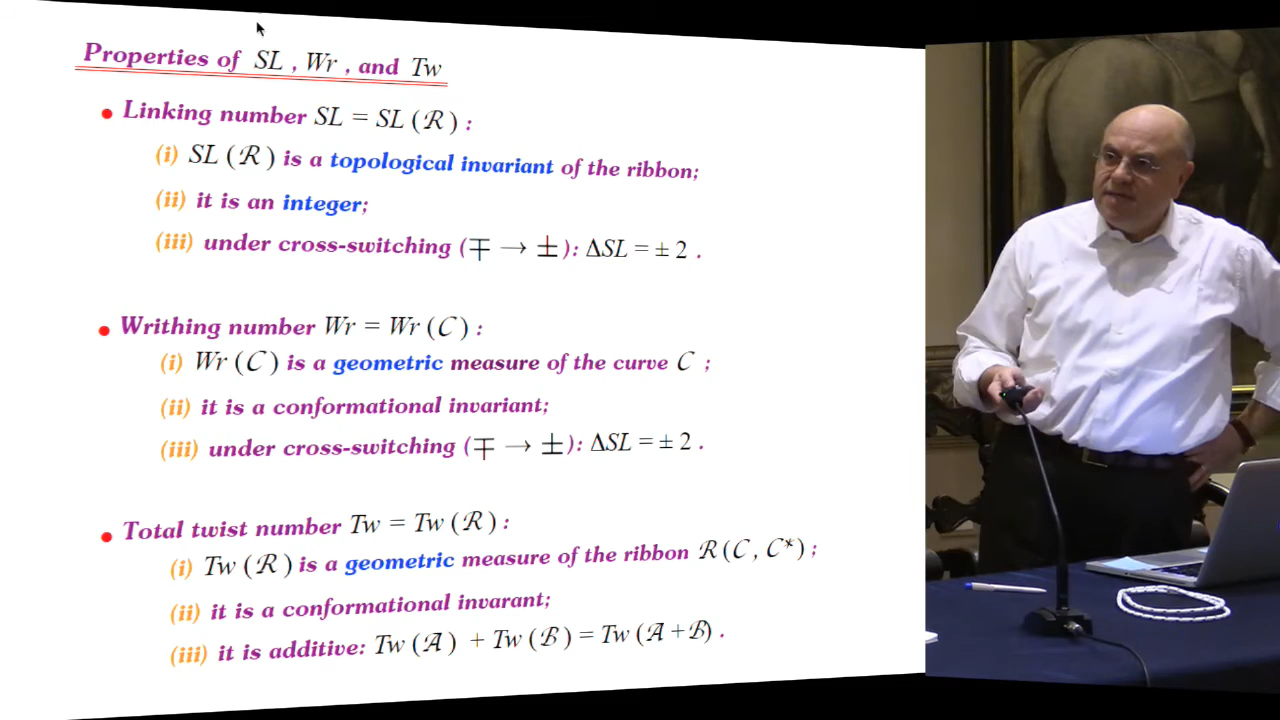 Properties of SL , Wr , and Tw
• Linking number SL = SL (R) :
(i) SL (R) is a topological invariant of the ribbon;
(ii) it is an integer;
(iii) under cross-switching (∓ → ±): ΔSL = ± 2 .
• Writhing number Wr = Wr (C) :
(i) Wr (C) is a geometric measure of the curve C ;
(ii) it is a conformational invariant;
(iii) under cross-switching (∓ → ±): ΔSL = ± 2 .
• Total twist number Tw = Tw (R) :
(i) Tw (R) is a geometric measure of the ribbon R (C , C*) ;
(ii) it is a conformational invarant;
(iii) it is additive: Tw (A) + Tw (B) = Tw (A + B) .